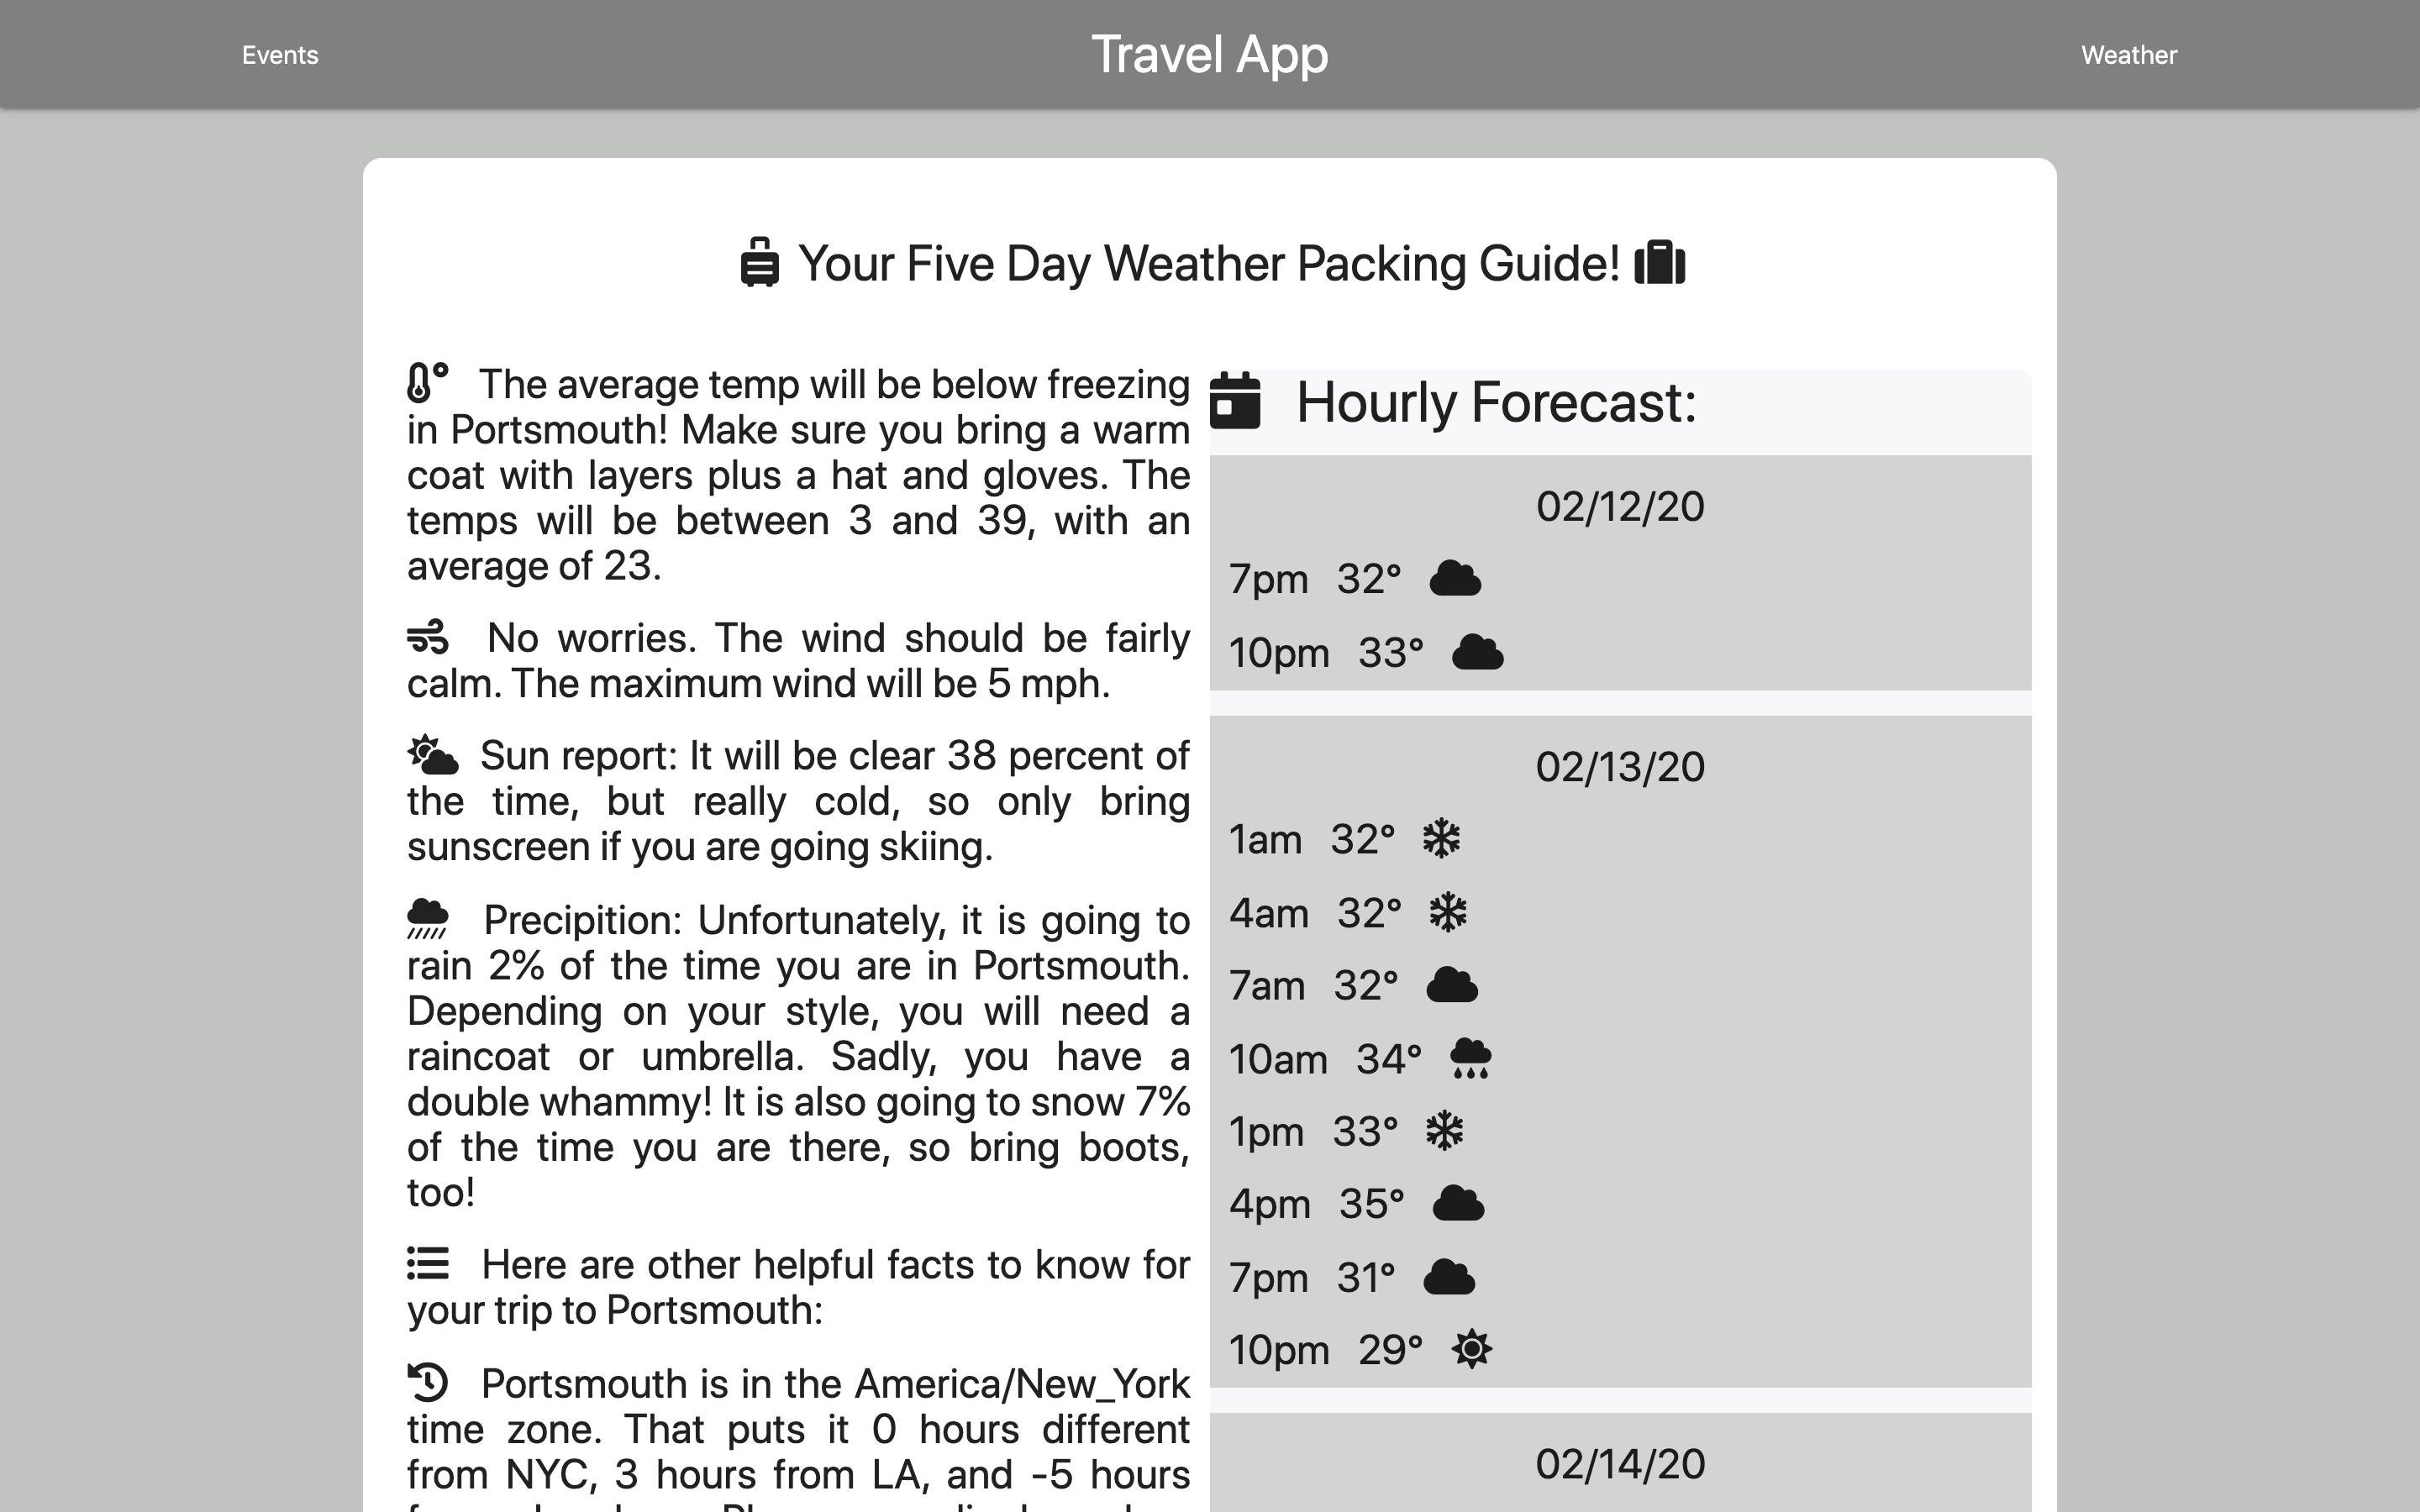 Events
Travel App
Weather
Your Five Day Weather Packing Guide!
The average temp will be below freezing
in Portsmouth! Make sure you bring a warm
coat with layers plus a hat and gloves. The
temps will be between 3 and 39, with an
average of 23.
No worries. The wind should be fairly
calm. The maximum wind will be 5 mph.
Sun report: It will be clear 38 percent of
the time, but really cold, so only bring
sunscreen if you are going skiing.
Precipition: Unfortunately, it is going to
rain 2% of the time you are in Portsmouth.
Depending on your style, you will need a
raincoat or umbrella. Sadly, you have a
double whammy! It is also going to snow 7%
of the time you are there, so bring boots,
too!
Here are other helpful facts to know for
your trip to Portsmouth:
Portsmouth is in the America/New_York
time zone. That puts it 0 hours different
from NYC, 3 hours from LA, and -5 hours
Hourly Forecast:
02/12/20
7pm 32°
10pm 33°
02/13/20
1am 32°
4am 32°
7am 32°
10am 34°
1pm 33°
4pm 35°
7pm 31°
10pm 29°
02/14/20